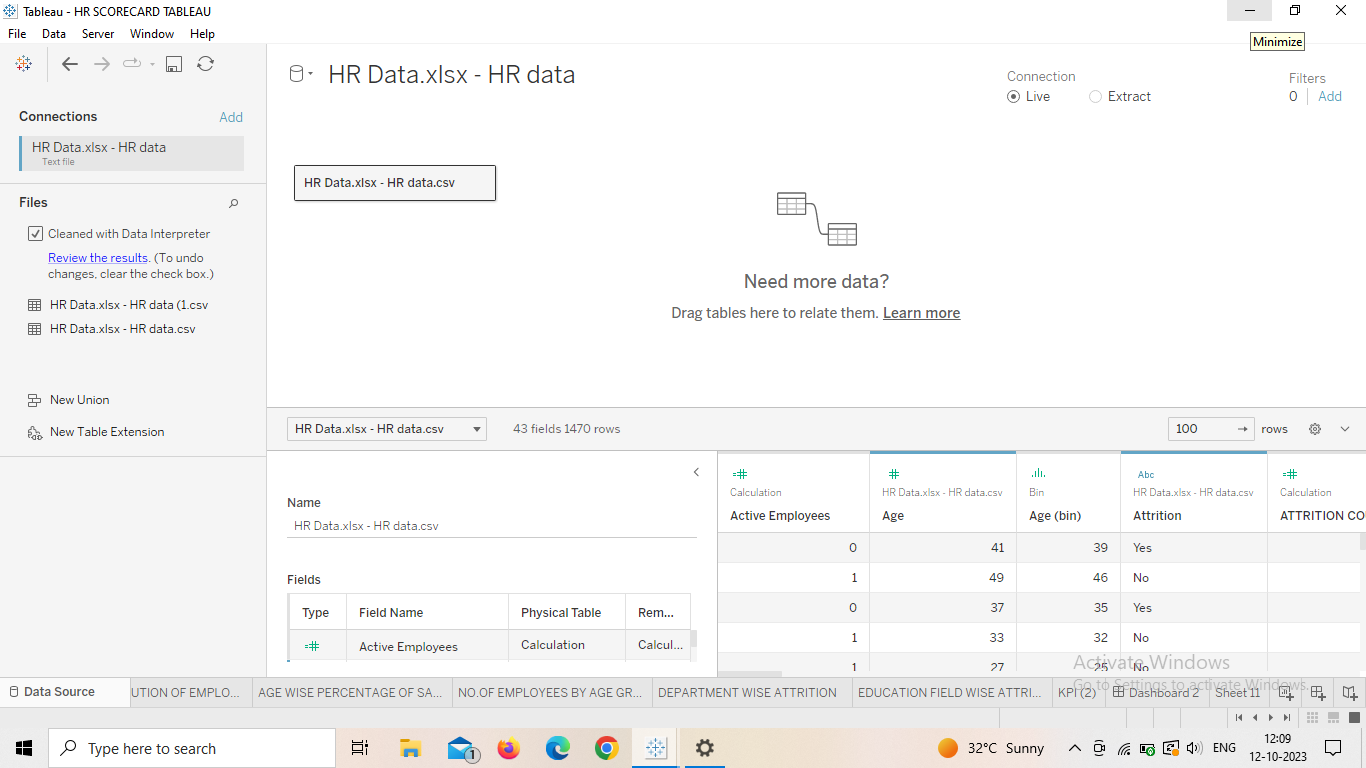 Tableau - HR SCORECARD TABLEAU
File Data Server Window Help
Minimize
Connections Add
HR Data.xlsx - HR data
Text file
Files
Cleaned with Data Interpreter
Review the results. (To undo
changes, clear the check box.)
HR Data.xlsx - HR data (1.csv
HR Data.xlsx - HR data.csv
New Union
New Table Extension
HR Data.xlsx - HR data
Connection
Live Extract
Filters
0 Add
HR Data.xlsx - HR data.csv
Need more data?
Drag tables here to relate them. Learn more
HR Data.xlsx - HR data.csv 43 fields 1470 rows 100 rows
Name
HR Data.xlsx - HR data.csv
Fields
Type Field Name Physical Table Rem...
Active Employees Calculation Calcul...
Abc
Calculation HR Data.xlsx - HR data.csv Bin HR Data.xlsx - HR data.csv Calculation
Active Employees Age Age (bin) Attrition ATTRITION CO
0 41 39 Yes
1 49 46 No
0 37 35 Yes
1 33 32 No
1 27 25 No
Activate Windows
Go to Settings to activate Windows.
Data Source UTION OF EMPLO... AGE WISE PERCENTAGE OF SA... NO.OF EMPLOYEES BY AGE GR... DEPARTMENT WISE ATTRITION EDUCATION FIELD WISE ATTRI... KPI (2) Dashboard 2 Sheet 11
Type here to search 1 32°C Sunny ENG 12:09
12-10-2023